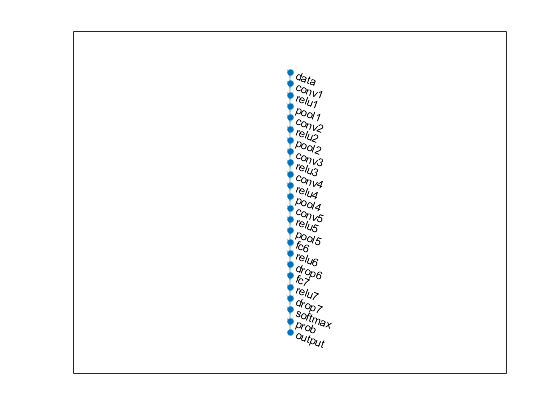 data
conv1
relu1
pool1
conv2
relu2
pool2
conv3
relu3
conv4
relu4
pool4
conv5
relu5
pool5
fc6
relu6
drop6
fc7
relu7
drop7
softmax
prob
output